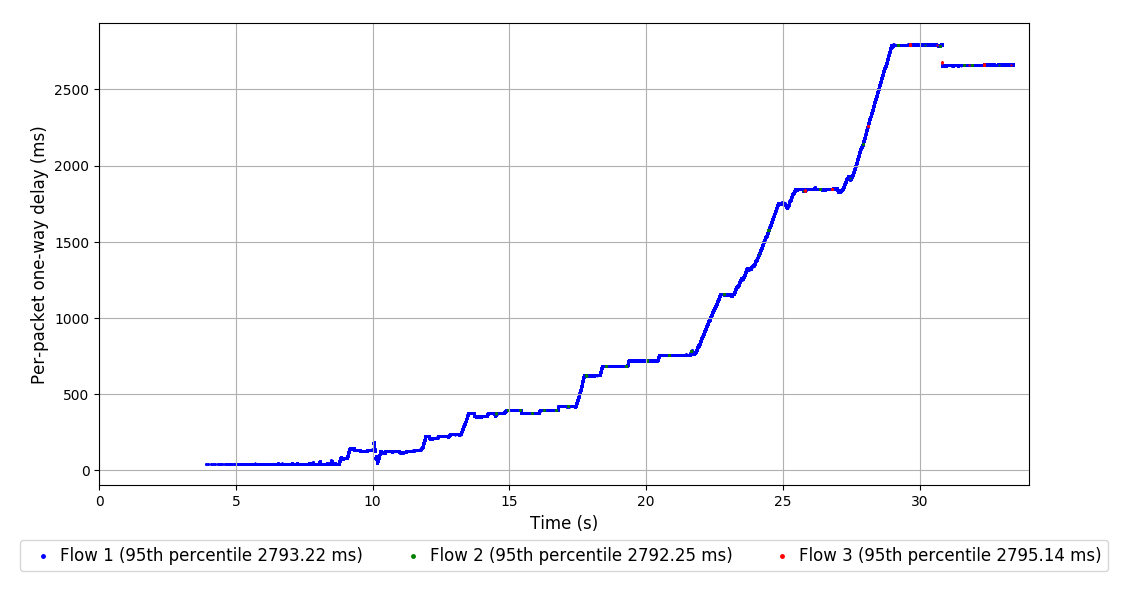 Per-packet one-way delay (ms)
2500
2000
1500
1000
500
0
0 5 10 15 20 25 30
Time (s)
Flow 1 (95th percentile 2793.22 ms) Flow 2 (95th percentile 2792.25 ms) Flow 3 (95th percentile 2795.14 ms)